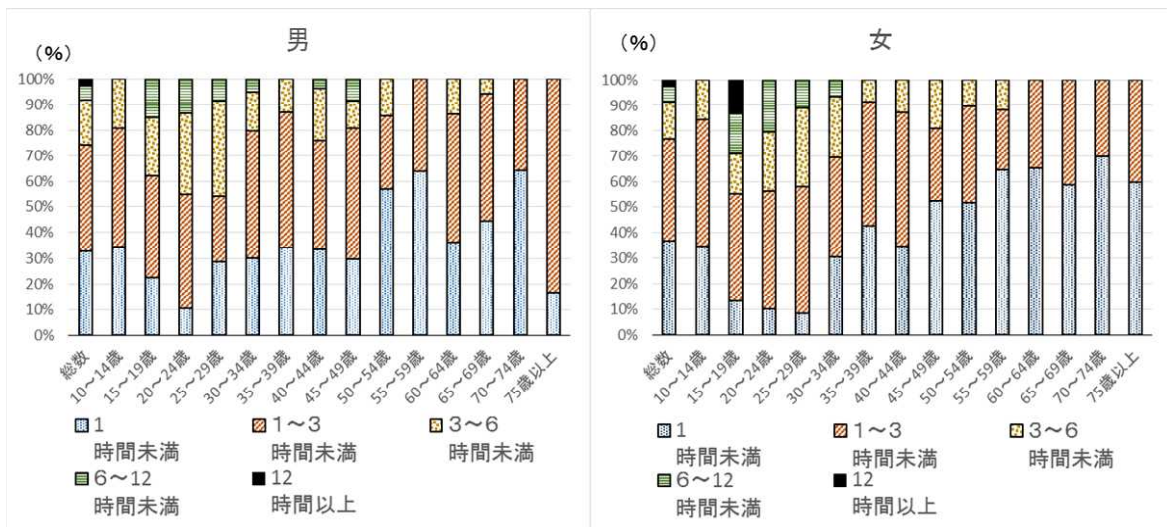 男
（%）
100%
90%
80%
70%
60%
50%
40%
30%
20%
10%
0%
総数
10～14歳
15～19歳
20～24歳
25～29歳
30～34歳
35～39歳
40～44歳
45～49歳
50～54歳
55～59歳
60～64歳
65～69歳
70～74歳
75歳以上
1
時間未満
1～3
時間未満
3～6
時間未満
6～12
時間未満
12
時間以上
女
（%）
100%
90%
80%
70%
60%
50%
40%
30%
20%
10%
0%
総数
10～14歳
15～19歳
20～24歳
25～29歳
30～34歳
35～39歳
40～44歳
45～49歳
50～54歳
55～59歳
60～64歳
65～69歳
70～74歳
75歳以上
1
時間未満
1～3
時間未満
3～6
時間未満
6～12
時間未満
12
時間以上